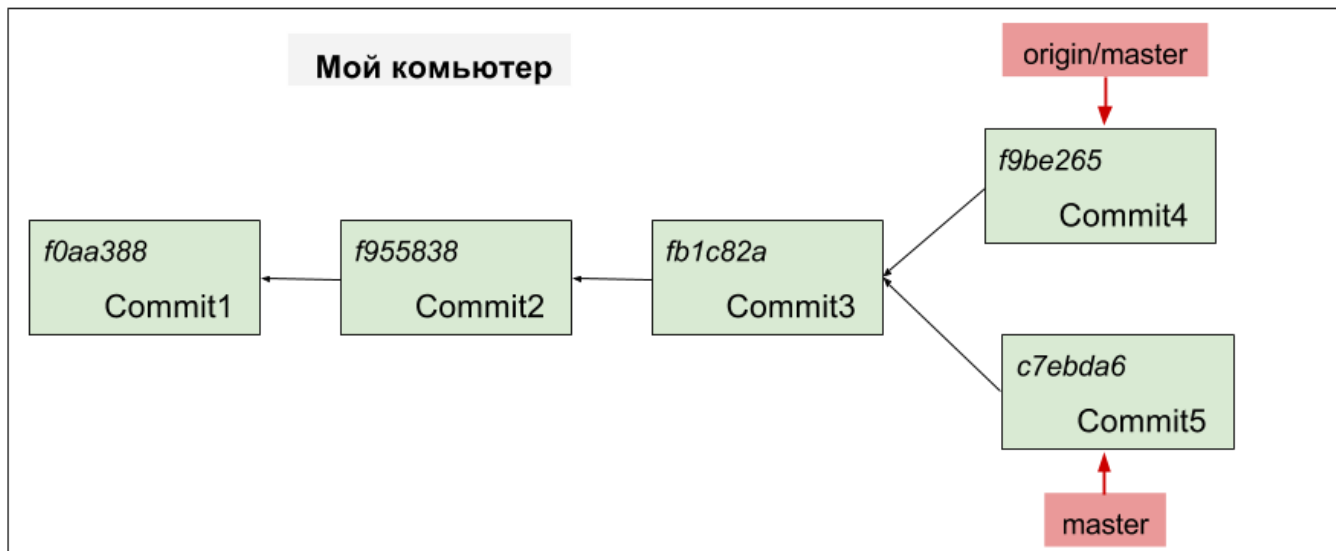 Мой комьютер
origin/master
f9be265
Commit4
f0aa388
Commit1
f955838
Commit2
fb1c82a
Commit3
c7ebda6
Commit5
master